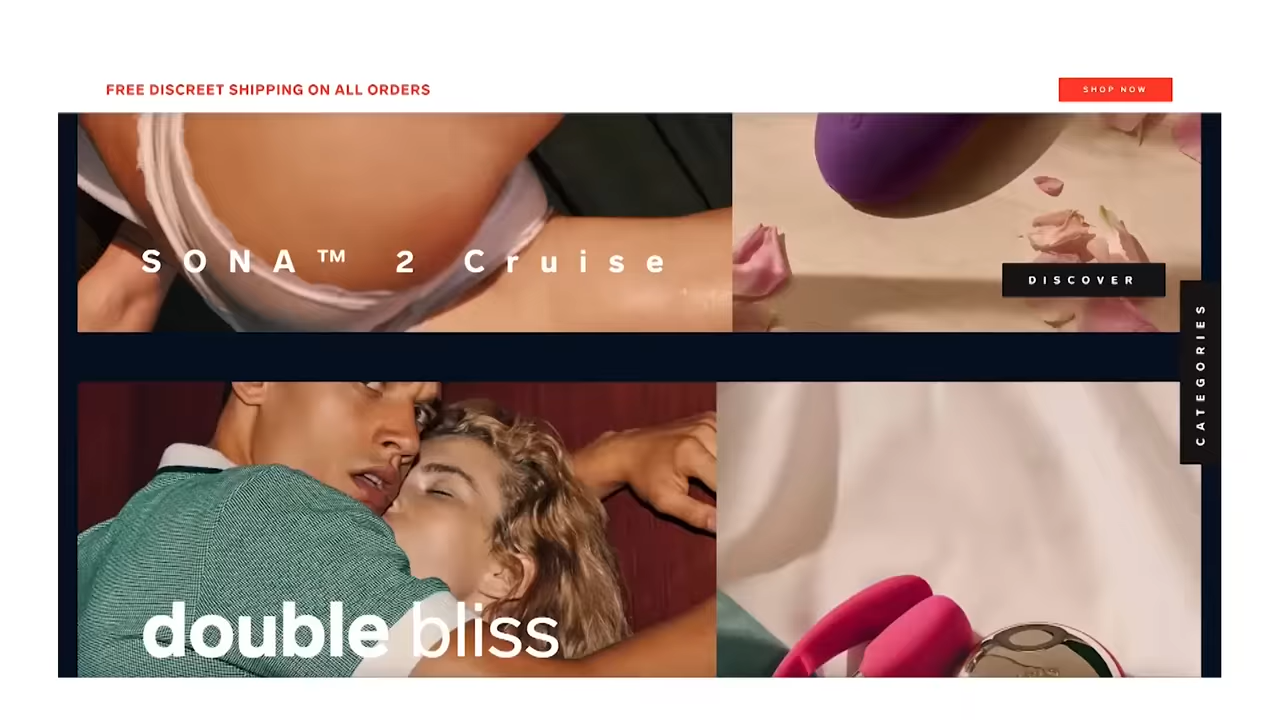 FREE DISCREET SHIPPING ON ALL ORDERS
SHOP NOW
SONA™ 2 Cruise
DISCOVER
CATEGORIES
double bliss